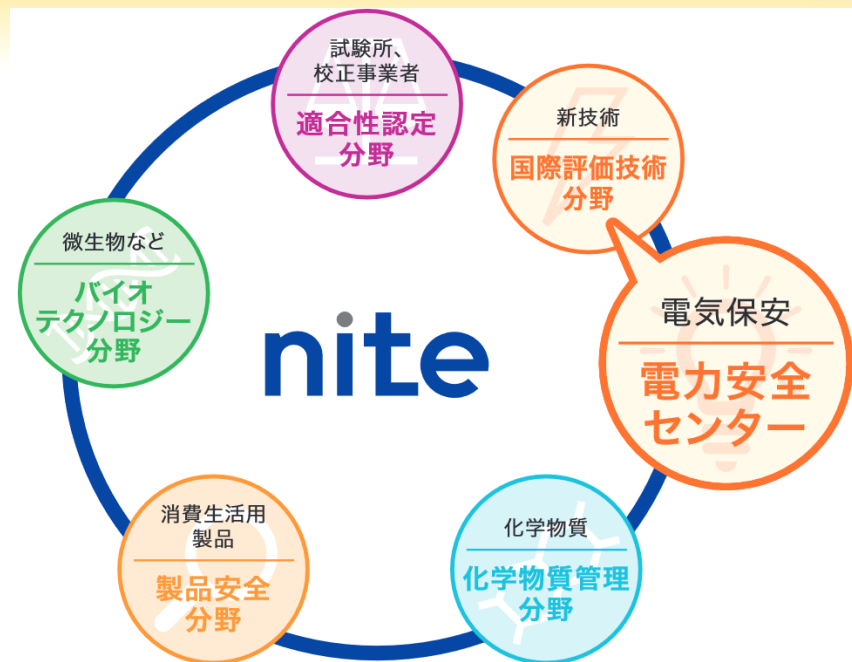 試験所、
校正事業者
適合性認定
分野
新技術
国際評価技術
分野
電気保安
電力安全
センター
微生物など
バイオ
テクノロジー
分野
nite
消費生活用
製品
製品安全
分野
化学物質
化学物質管理
分野